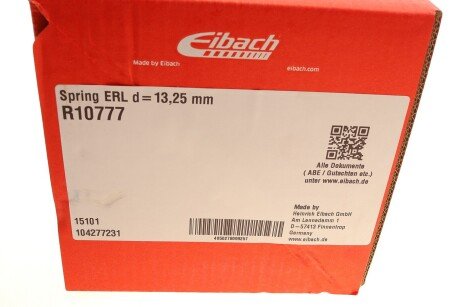 Eibach
Made by Eibach
eibach.com
Spring ERL d=13,25 mm
R10777
Alle Dokumente
( ABE / Gutachten etc.)
unter www.eibach.de
Made by
Heinrich Eibach GmbH
Am Lennedamm 1
D-57413 Finnentrop
Germany
www.eibach.de
15101
104277231